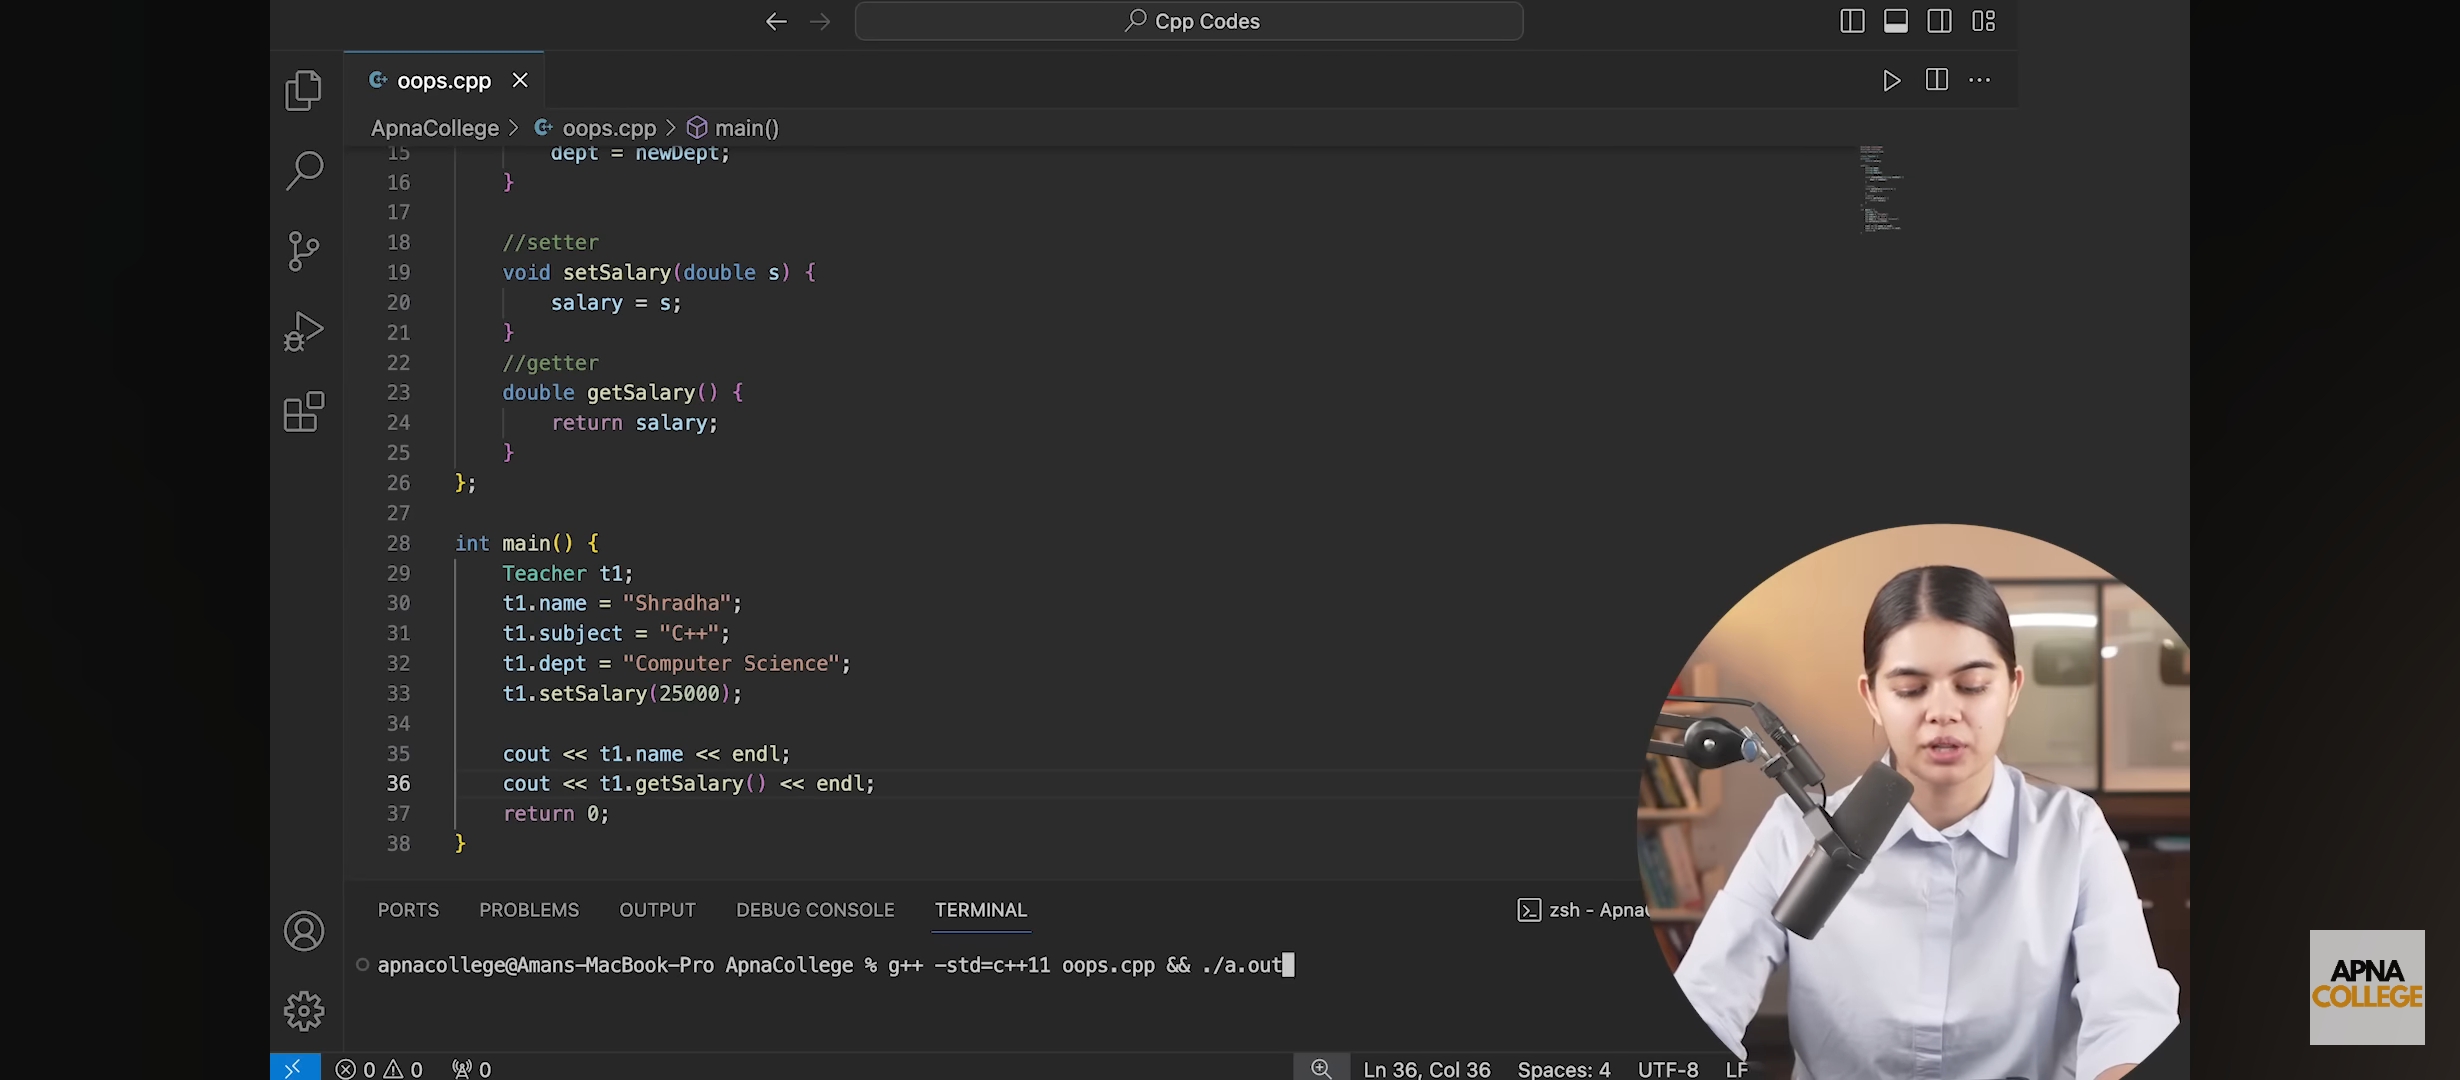 Cpp Codes
oops.cpp
ApnaCollege > oops.cpp > main()
15 dept = newDept;
16 }
17
18 //setter
19 void setSalary(double s) {
20 salary = s;
21 }
22 //getter
23 double getSalary() {
24 return salary;
25 }
26 };
27
28 int main() {
29 Teacher t1;
30 t1.name = "Shradha";
31 t1.subject = "C++";
32 t1.dept = "Computer Science";
33 t1.setSalary(25000);
34
35 cout << t1.name << endl;
36 cout << t1.getSalary() << endl;
37 return 0;
38 }
PORTS PROBLEMS OUTPUT DEBUG CONSOLE TERMINAL
zsh - Apna
apnacollege@Amans-MacBook-Pro ApnaCollege % g++ -std=c++11 oops.cpp && ./a.out
0 0 0
Ln 36, Col 36 Spaces: 4 UTF-8 LF
APNA
COLLEGE